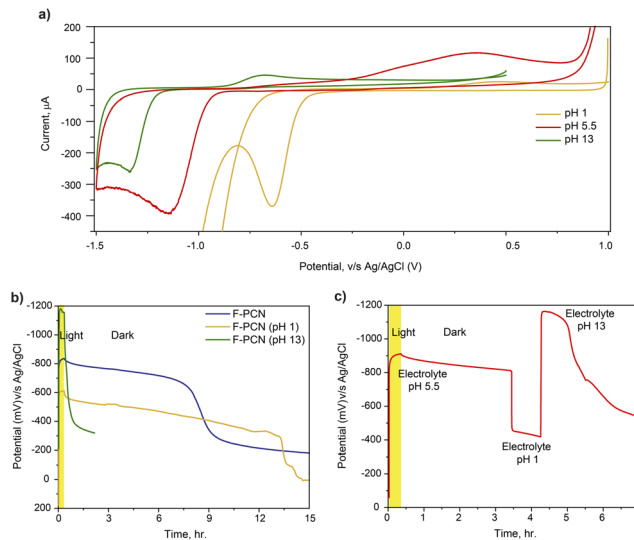 a)
200
100
0
-100
-200
-300
-400
Current, µA
pH 1
pH 5.5
pH 13
-1.5
-1.0
-0.5
0.0
0.5
1.0
Potential, v/s Ag/AgCl (V)
b)
-1200
-1000
-800
-600
-400
-200
0
200
Potential (mV)v/s Ag/AgCl
F-PCN
F-PCN (pH 1)
F-PCN (pH 13)
Light
Dark
0
3
6
9
12
15
Time, hr.
c)
-1200
-1000
-800
-600
-400
-200
0
Potential (mV)v/s Ag/AgCl
Light
Dark
Electrolyte
pH 5.5
Electrolyte
pH 1
Electrolyte
pH 13
0
1
2
3
4
5
6
Time, hr.